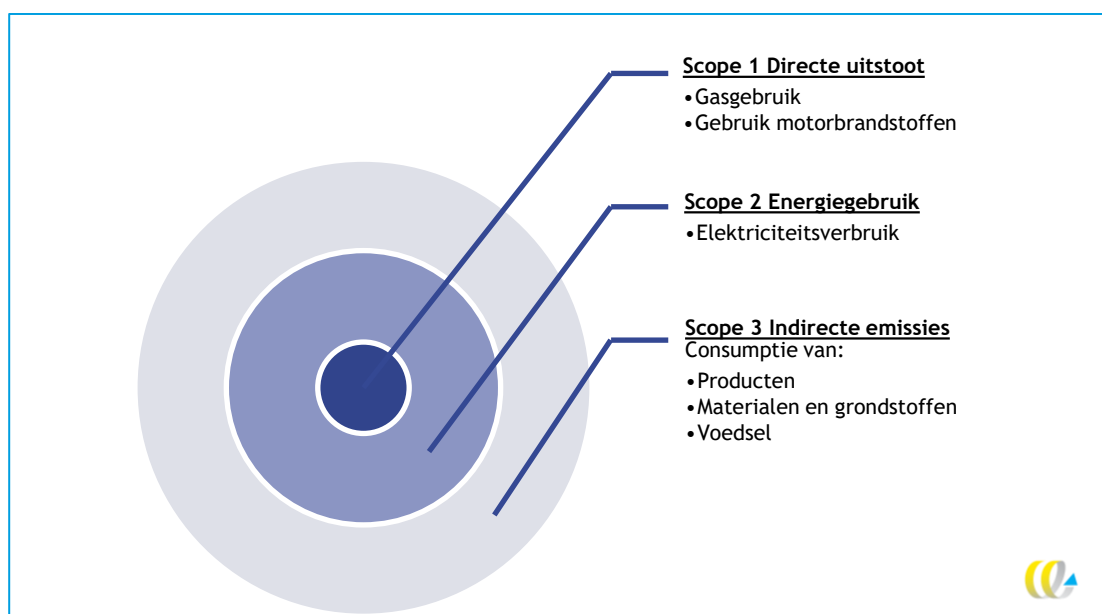 Scope 1 Directe uitstoot
•Gasgebruik
•Gebruik motorbrandstoffen
Scope 2 Energiegebruik
•Elektriciteitsverbruik
Scope 3 Indirecte emissies
Consumptie van:
•Producten
•Materialen en grondstoffen
•Voedsel